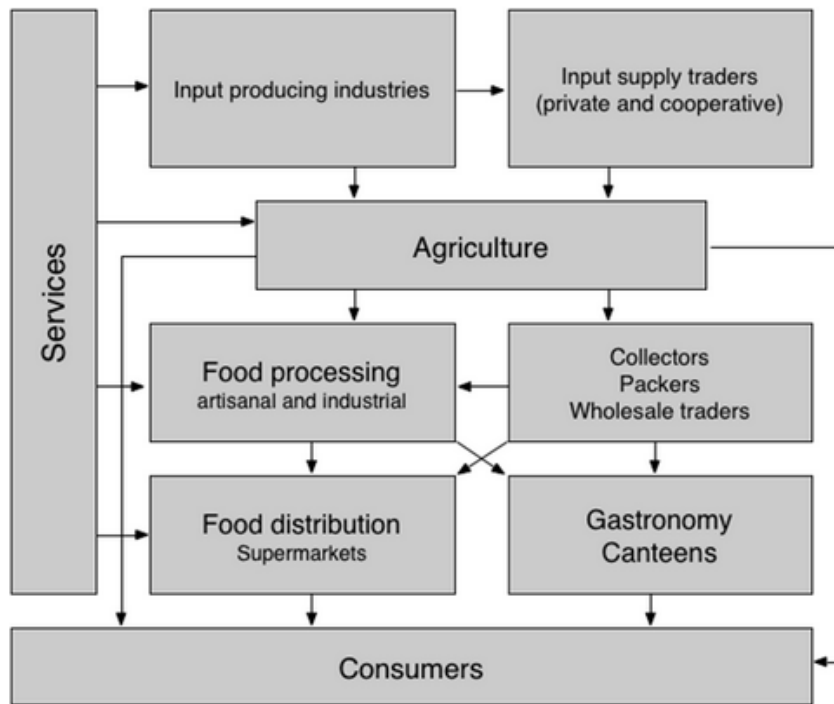 Services
Input producing industries
Input supply traders
(private and cooperative)
Agriculture
Food processing
artisanal and industrial
Collectors
Packers
Wholesale traders
Food distribution
Supermarkets
Gastronomy
Canteens
Consumers